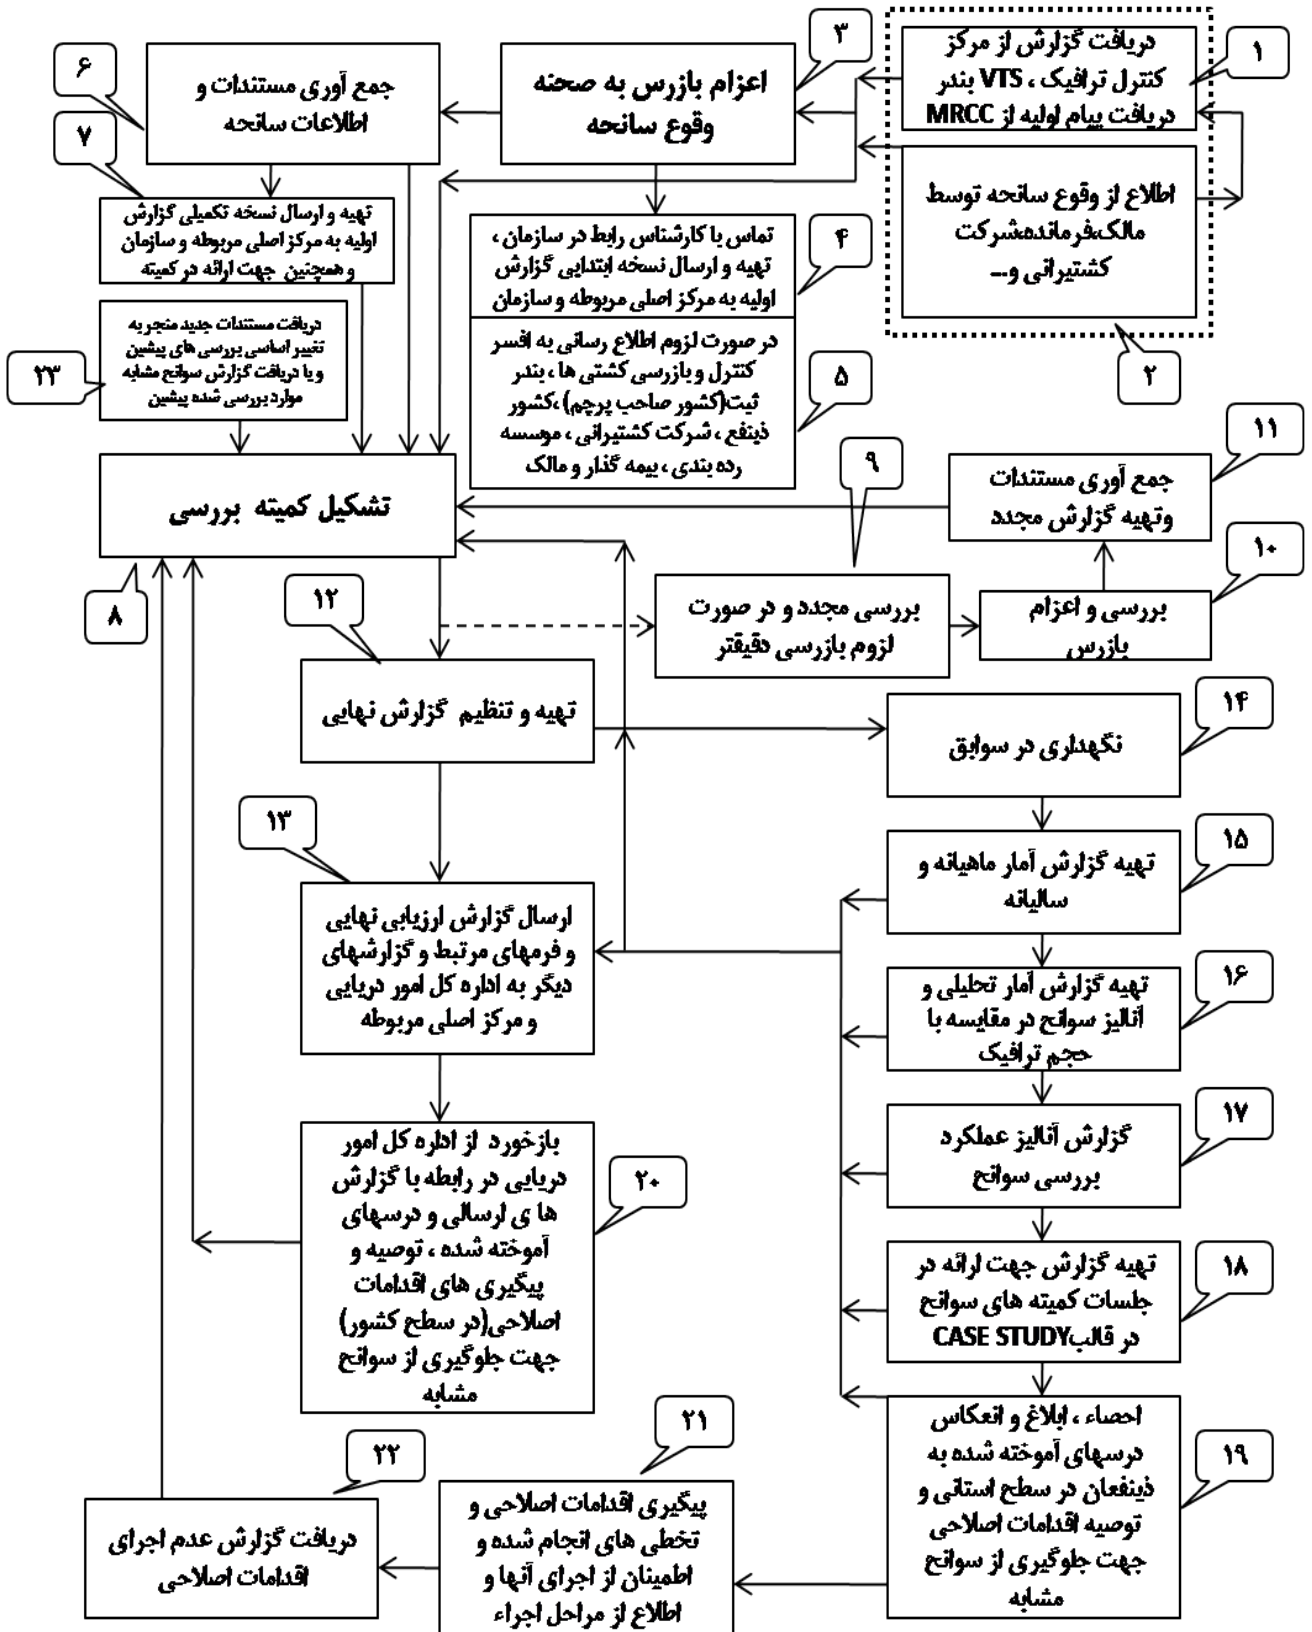 ۱
دریافت گزارش از مرکز
کنترل ترافیک ، VTS بندر
دریافت پیام اولیه از MRCC
۲
اطلاع از وقوع سانحه توسط
مالک،فرمانده،شرکت
کشتیرانی و...
۳
اعزام بازرس به صحنه
وقوع سانحه
۴
تماس با کارشناس رابط در سازمان ،
تهیه و ارسال نسخه ابتدایی گزارش
اولیه به مرکز اصلی مربوطه و سازمان
۵
در صورت لزوم اطلاع رسانی به افسر
کنترل و بازرسی کشتی ها ، بندر
ثبت(کشور صاحب پرچم) ،کشور
ذینفع ، شرکت کشتیرانی ، موسسه
رده بندی ، بیمه گذار و مالک
۶
جمع آوری مستندات و
اطلاعات سانحه
۷
تهیه و ارسال نسخه تکمیلی گزارش
اولیه به مرکز اصلی مربوطه و سازمان
و همچنین جهت ارائه در کمیته
۲۳
دریافت مستندات جدید منجر به
تغییر اساسی بررسی های پیشین
و یا دریافت گزارش سوانح مشابه
موارد بررسی شده پیشین
۸
تشکیل کمیته بررسی
۹
بررسی مجدد و در صورت
لزوم بازرسی دقیقتر
۱۰
بررسی و اعزام
بازرس
۱۱
جمع آوری مستندات
وتهیه گزارش مجدد
۱۲
تهیه و تنظیم گزارش نهایی
۱۳
ارسال گزارش ارزیابی نهایی
و فرمهای مرتبط و گزارشهای
دیگر به اداره کل امور دریایی
و مرکز اصلی مربوطه
۱۴
نگهداری در سوابق
۱۵
تهیه گزارش آمار ماهیانه و
سالیانه
۱۶
تهیه گزارش آمار تحلیلی و
آنالیز سوانح در مقایسه با
حجم ترافیک
۱۷
گزارش آنالیز عملکرد
بررسی سوانح
۱۸
تهیه گزارش جهت ارائه در
جلسات کمیته های سوانح
در قالبCASE STUDY
۱۹
احصاء ، ابلاغ و انعکاس
درسهای آموخته شده به
ذینفعان در سطح استانی و
توصیه اقدامات اصلاحی
جهت جلوگیری از سوانح
مشابه
۲۰
بازخورد از اداره کل امور
دریایی در رابطه با گزارش
ها ی ارسالی و درسهای
آموخته شده ، توصیه و
پیگیری های اقدامات
اصلاحی(در سطح کشور)
جهت جلوگیری از سوانح
مشابه
۲۱
پیگیری اقدامات اصلاحی و
تخطی های انجام شده و
اطمینان از اجرای آنها و
اطلاع از مراحل اجراء
۲۲
دریافت گزارش عدم اجرای
اقدامات اصلاحی